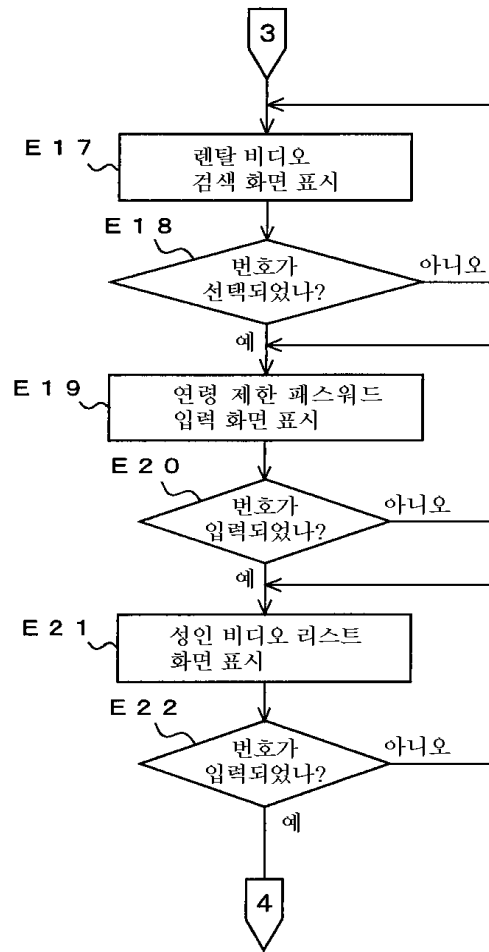 3
E17
렌탈 비디오
검색 화면 표시
E18
번호가
선택되었나?
아니오
예
E19
연령 제한 패스워드
입력 화면 표시
E20
번호가
입력되었나?
아니오
예
E21
성인 비디오 리스트
화면 표시
E22
번호가
입력되었나?
아니오
예
4